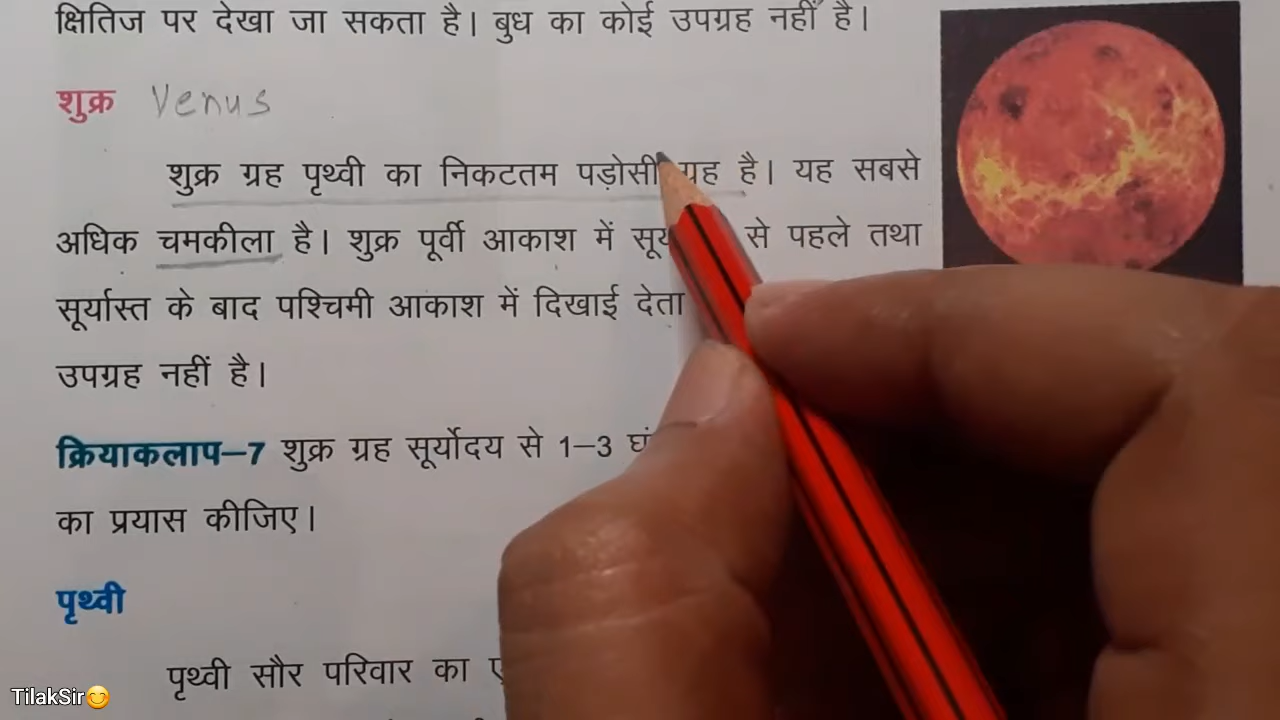 क्षितिज पर देखा जा सकता है। बुध का कोई उपग्रह नहीं है।
शुक्र Venus
शुक्र ग्रह पृथ्वी का निकटतम पड़ोसी ग्रह है। यह सबसे
अधिक चमकीला है। शुक्र पूर्वी आकाश में से पहले तथा
सूर्यास्त के बाद पश्चिमी आकाश में दिखाई देता
उपग्रह नहीं है।
क्रियाकलाप–7 शुक्र ग्रह सूर्योदय से 1–3
का प्रयास कीजिए।
पृथ्वी
पृथ्वी सौर परिवार का
TilakSir😊